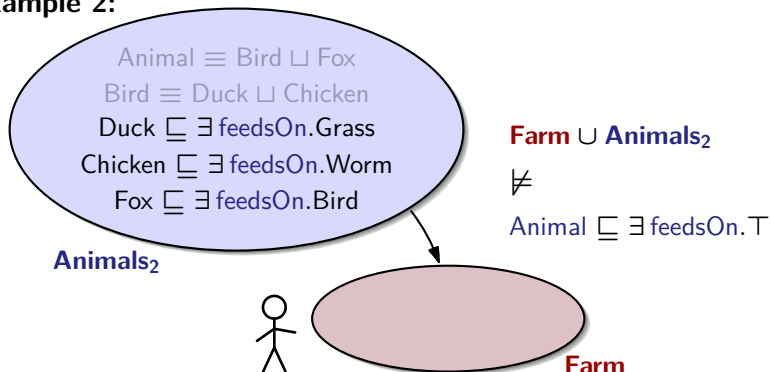 ample 2:
Animal ≡ Bird ⊔ Fox
Bird ≡ Duck ⊔ Chicken
Duck ⊑ ∃ feedsOn.Grass
Chicken ⊑ ∃ feedsOn.Worm
Fox ⊑ ∃ feedsOn.Bird
Animals₂
Farm ∪ Animals₂
⊭
Animal ⊑ ∃ feedsOn.⊤
Farm